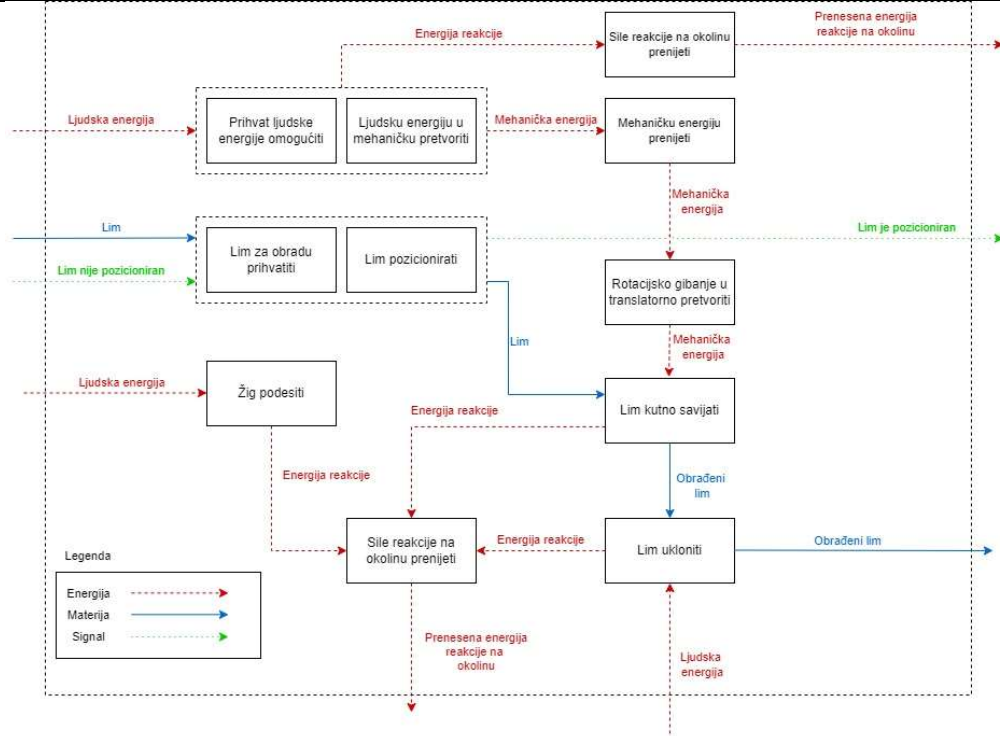 Energija reakcije
Sile reakcije na okolinu
prenijeti
Prenesena energija
reakcije na okolinu
Ljudska energija
Prihvat ljudske
energije omogućiti
Ljudsku energiju u
mehaničku pretvoriti
Mehanička energija
Mehaničku energiju
prenijeti
Mehanička
energija
Lim
Lim nije pozicioniran
Lim za obradu
prihvatiti
Lim pozicionirati
Lim je pozicioniran
Rotacijsko gibanje u
translatorno pretvoriti
Mehanička
energija
Lim
Ljudska energija
Žig podesiti
Energija reakcije
Lim kutno savijati
Energija reakcije
Obrađeni
lim
Sile reakcije na
okolinu prenijeti
Energija reakcije
Lim ukloniti
Obrađeni lim
Legenda
Energija
Materija
Signal
Prenesena energija
reakcije na
okolinu
Ljudska
energija